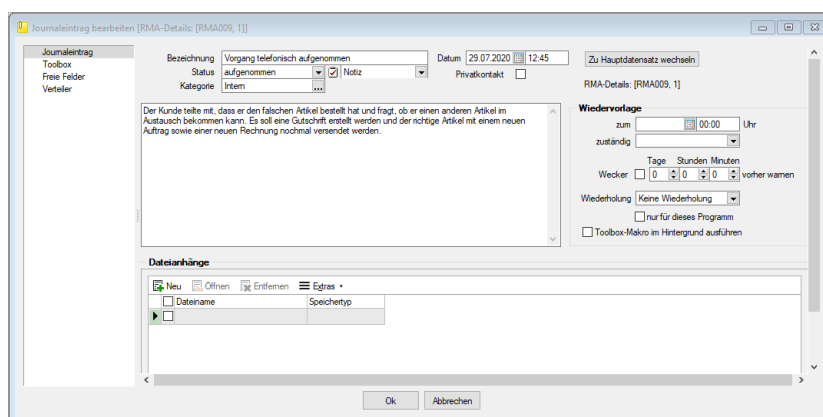 Journaleintrag bearbeiten [RMA-Details: [RMA009, 1]]
Journaleintrag
Toolbox
Freie Felder
Verteiler
Bezeichnung Vorgang telefonisch aufgenommen Datum 29.07.2020 12:45
Status aufgenommen Notiz Privatkontakt
Kategorie Intern ...
Zu Hauptdatensatz wechseln
RMA-Details: [RMA009, 1]
Der Kunde teilte mit, dass er den falschen Artikel bestellt hat und fragt, ob er einen anderen Artikel im
Austausch bekommen kann. Es soll eine Gutschrift erstellt werden und der richtige Artikel mit einem neuen
Auftrag sowie einer neuen Rechnung nochmal versendet werden.
Wiedervorlage
zum 00:00 Uhr
zuständig
Tage Stunden Minuten
Wecker 0 0 0 vorher warnen
Wiederholung Keine Wiederholung
nur für dieses Programm
Toolbox-Makro im Hintergrund ausführen
Dateianhänge
Neu Öffnen Entfernen Extras
Dateiname Speichertyp
Ok Abbrechen